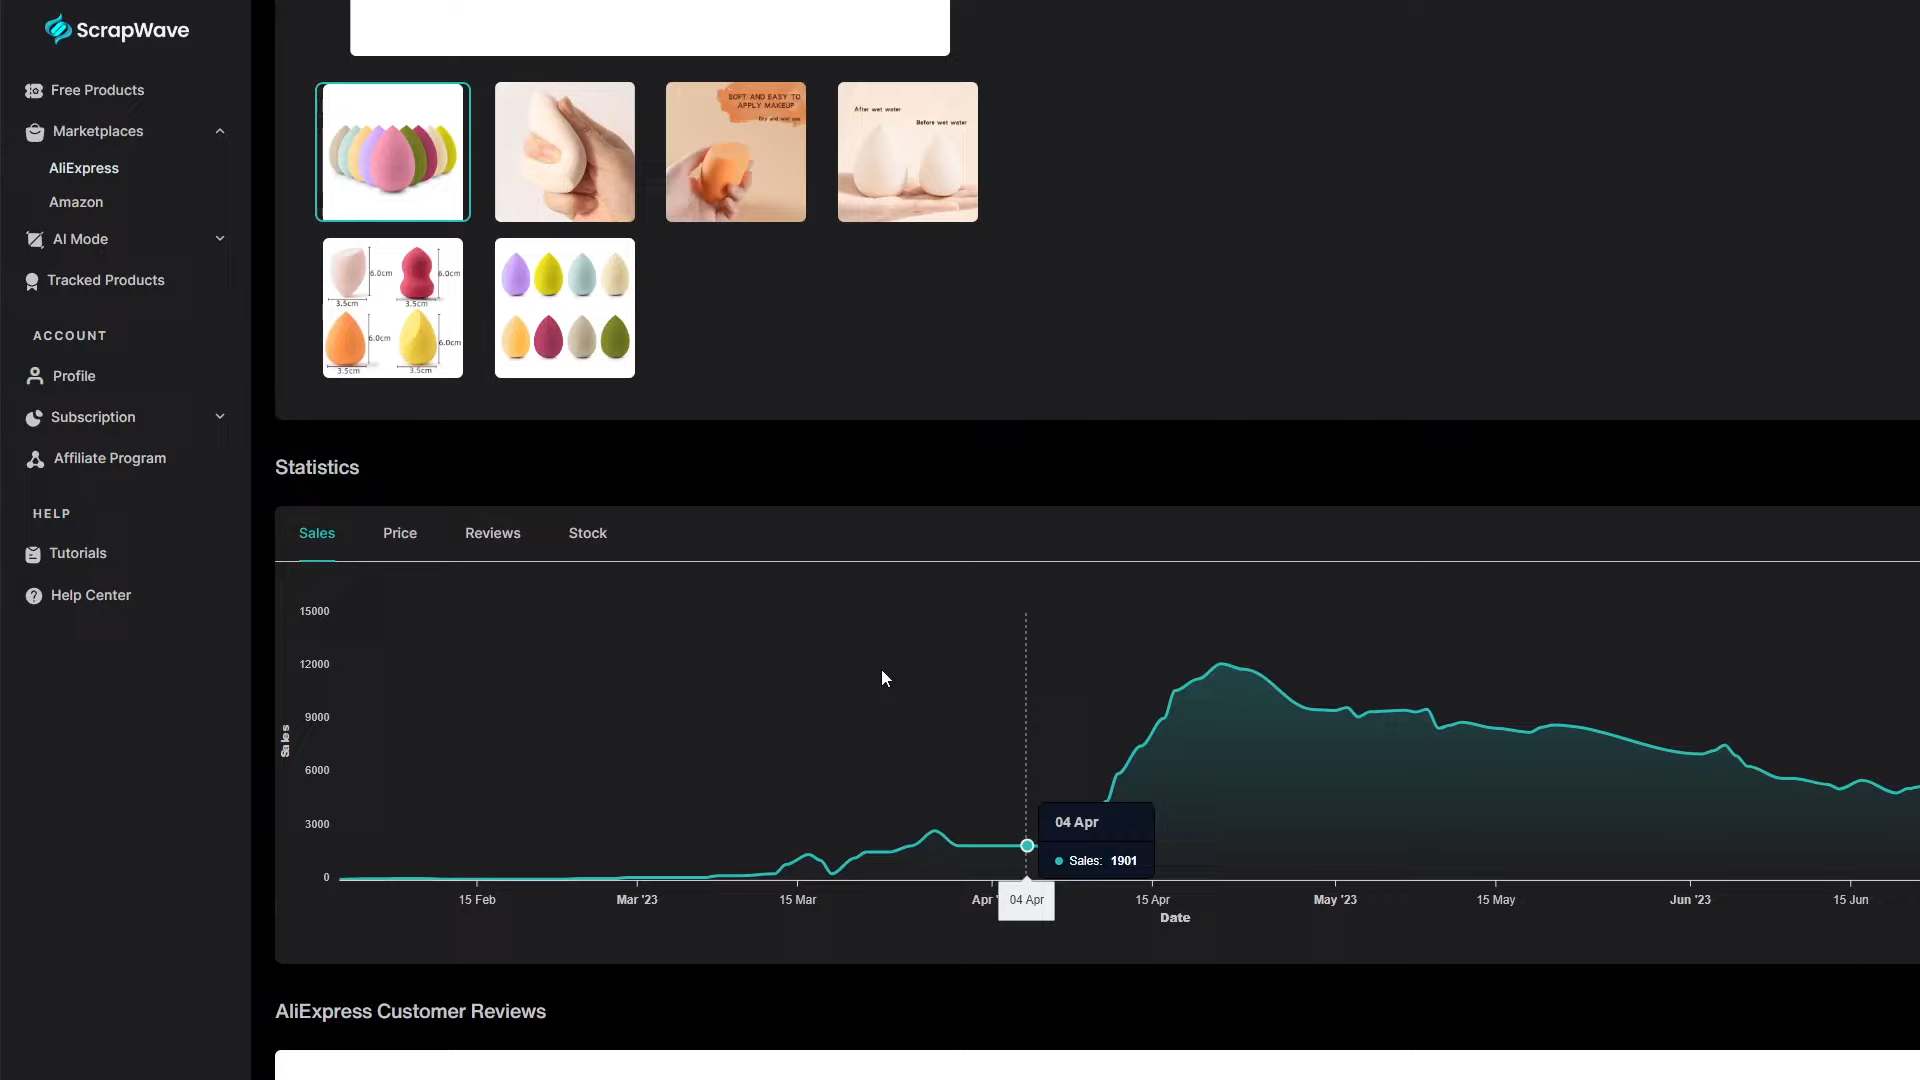 ScrapWave
Free Products
Marketplaces
AliExpress
Amazon
AI Mode
Tracked Products
ACCOUNT
Profile
Subscription
Affiliate Program
HELP
Tutorials
Help Center
SOFT AND EASY TO
APPLY MAKEUP
Dry and wet use
After wet water
Before wet water
6.0cm
6.0cm
3.5cm
3.5cm
6.0cm
6.0cm
3.5cm
3.5cm
Statistics
Sales
Price
Reviews
Stock
15000
12000
9000
6000
3000
0
Sales
04 Apr
Sales: 1901
15 Feb
Mar '23
15 Mar
Apr '
04 Apr
15 Apr
May '23
15 May
Jun '23
15 Jun
Date
AliExpress Customer Reviews